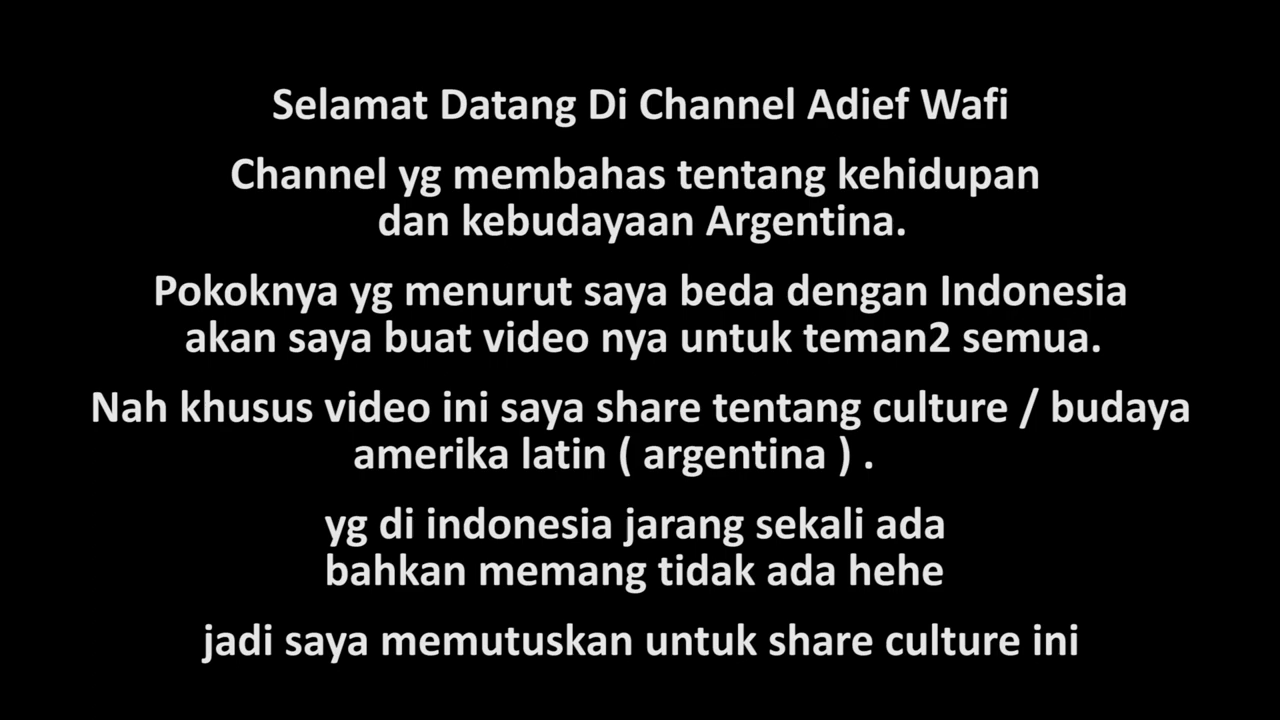 Selamat Datang Di Channel Adief Wafi
Channel yg membahas tentang kehidupan
dan kebudayaan Argentina.
Pokoknya yg menurut saya beda dengan Indonesia
akan saya buat video nya untuk teman2 semua.
Nah khusus video ini saya share tentang culture / budaya
amerika latin ( argentina ) .
yg di indonesia jarang sekali ada
bahkan memang tidak ada hehe
jadi saya memutuskan untuk share culture ini